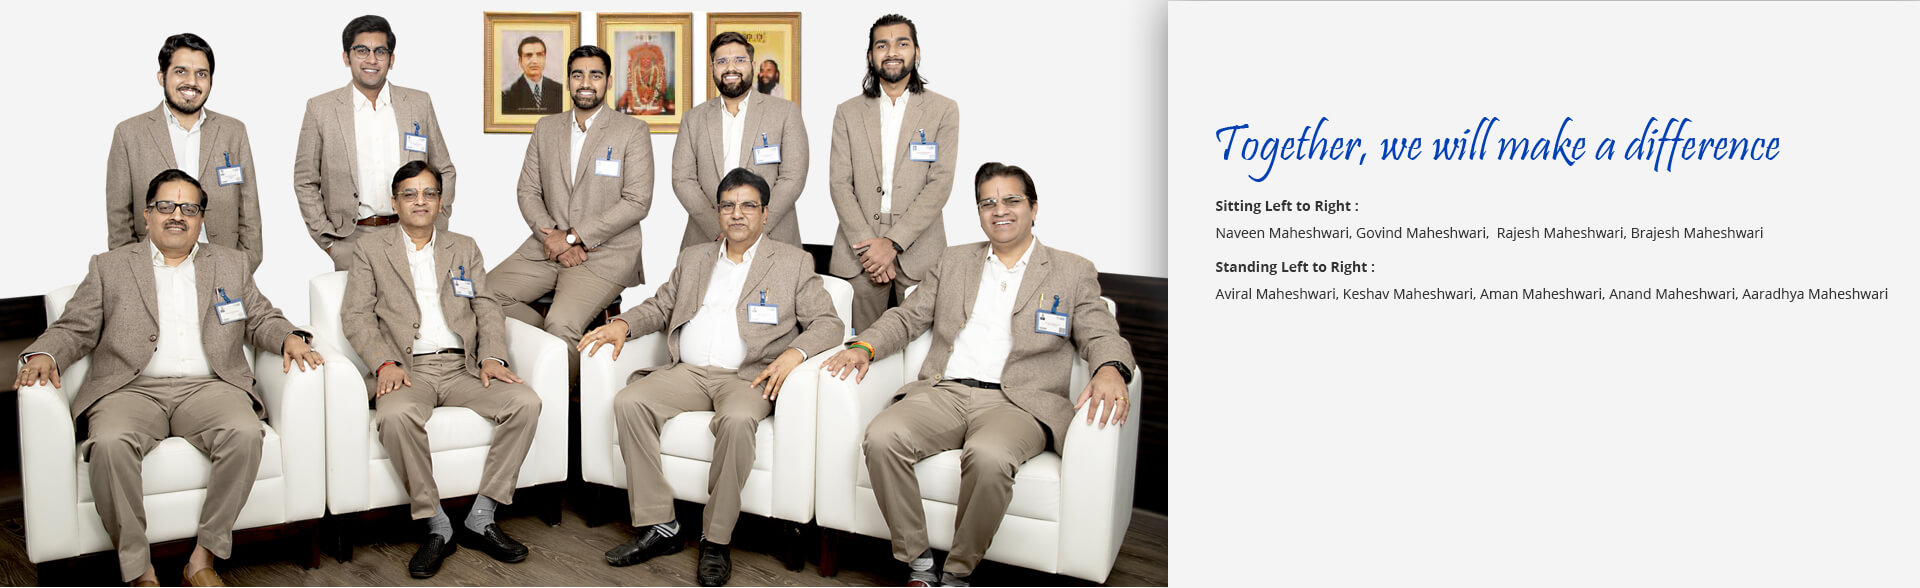 Together, we will make a difference
Sitting Left to Right :
Naveen Maheshwari, Govind Maheshwari, Rajesh Maheshwari, Brajesh Maheshwari
Standing Left to Right :
Aviral Maheshwari, Keshav Maheshwari, Aman Maheshwari, Anand Maheshwari, Aaradhya Maheshwari